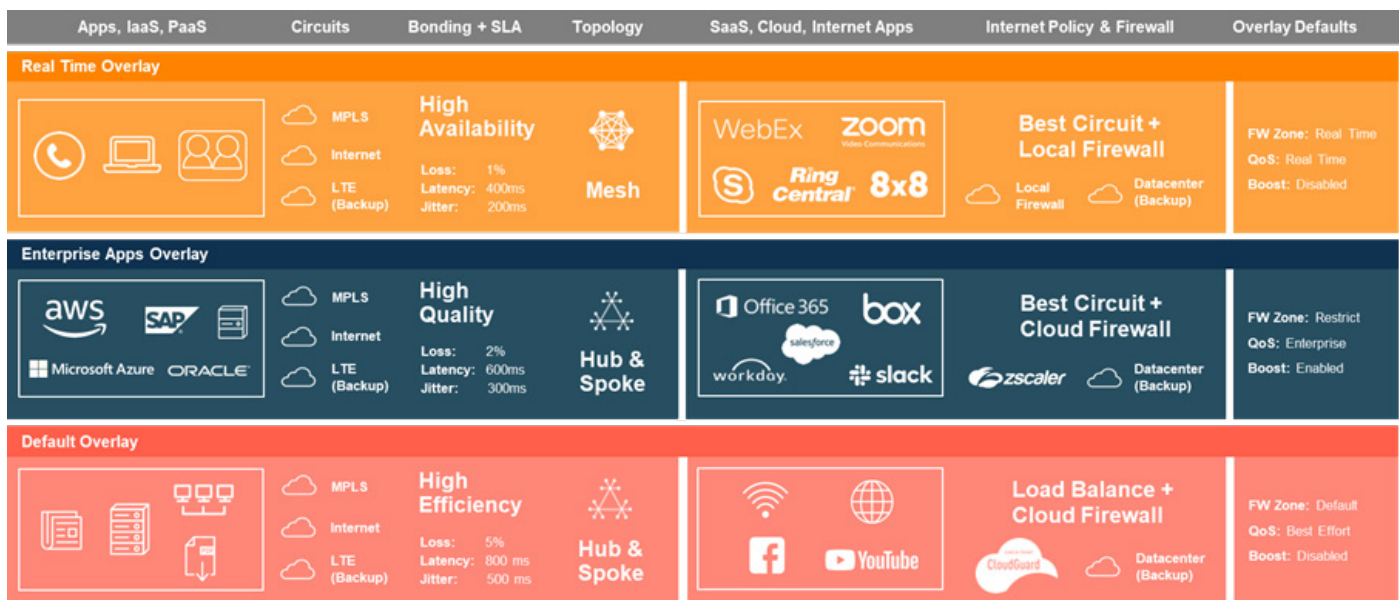 Apps, IaaS, PaaS
Circuits
Bonding + SLA
Topology
SaaS, Cloud, Internet Apps
Internet Policy & Firewall
Overlay Defaults
Real Time Overlay
MPLS
Internet
LTE
(Backup)
High
Availability
Loss: 1%
Latency: 400ms
Jitter: 200ms
Mesh
WebEx
zoom
Video Communications
S
Ring
Central
8x8
Best Circuit +
Local Firewall
Local
Firewall
Datacenter
(Backup)
FW Zone: Real Time
QoS: Real Time
Boost: Disabled
Enterprise Apps Overlay
aws
SAP
Microsoft Azure
ORACLE
MPLS
Internet
LTE
(Backup)
High
Quality
Loss: 2%
Latency: 600ms
Jitter: 300ms
Hub &
Spoke
Office 365
box
salesforce
workday.
slack
Best Circuit +
Cloud Firewall
zscaler
Datacenter
(Backup)
FW Zone: Restrict
QoS: Enterprise
Boost: Enabled
Default Overlay
MPLS
Internet
LTE
(Backup)
High
Efficiency
Loss: 5%
Latency: 800 ms
Jitter: 500 ms
Hub &
Spoke
f
YouTube
Load Balance +
Cloud Firewall
CloudGuard
Datacenter
(Backup)
FW Zone: Default
QoS: Best Effort
Boost: Disabled